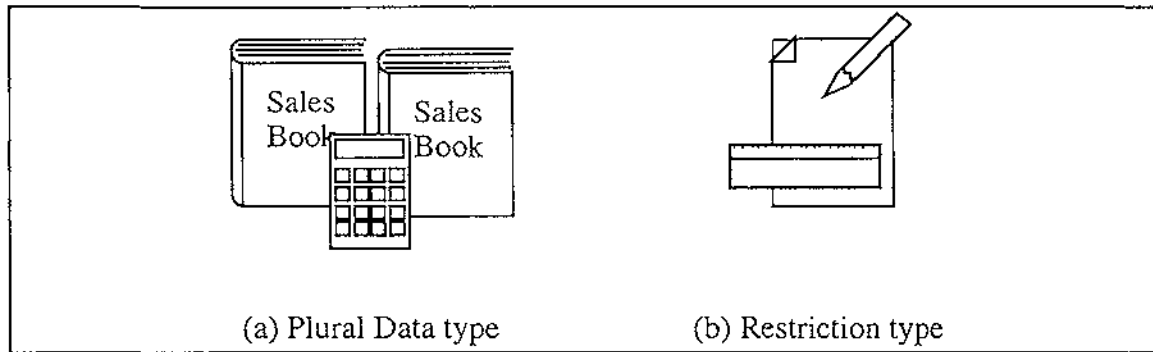 Sales
Book
Sales
Book
(a) Plural Data type
(b) Restriction type